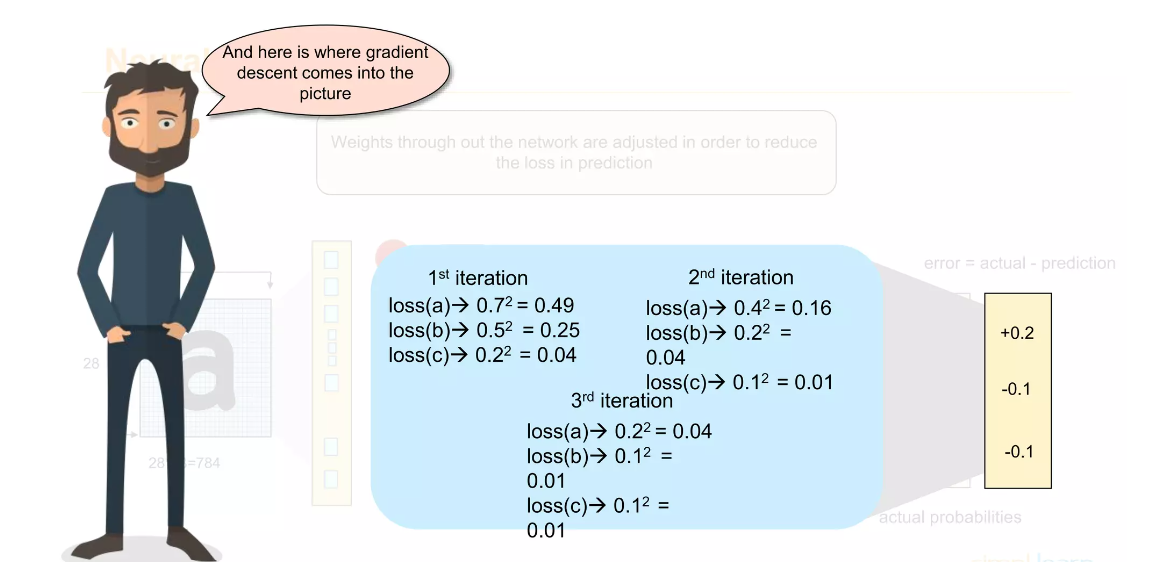 Neural
And here is where gradient
descent comes into the
picture
Weights through out the network are adjusted in order to reduce
the loss in prediction
error = actual - prediction
1st iteration
loss(a)→ 0.7² = 0.49
loss(b)→ 0.5² = 0.25
loss(c)→ 0.2² = 0.04
2nd iteration
loss(a)→ 0.4² = 0.16
loss(b)→ 0.2² =
0.04
loss(c)→ 0.1² = 0.01
3rd iteration
loss(a)→ 0.2² = 0.04
loss(b)→ 0.1² =
0.01
loss(c)→ 0.1² =
0.01
+0.2
-0.1
-0.1
28
a
=784
actual probabilities